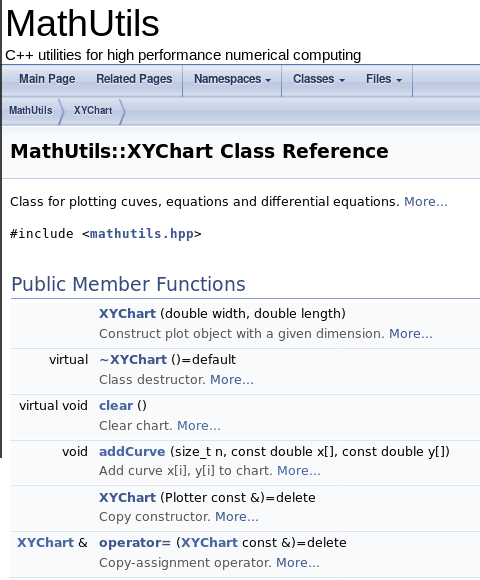 MathUtils
C++ utilities for high performance numerical computing
Main Page Related Pages Namespaces Classes Files
MathUtils XYChart
MathUtils::XYChart Class Reference
Class for plotting cuves, equations and differential equations. More...
#include <mathutils.hpp>
Public Member Functions
XYChart (double width, double length)
Construct plot object with a given dimension. More...
virtual ~XYChart ()=default
Class destructor. More...
virtual void clear ()
Clear chart. More...
void addCurve (size_t n, const double x[], const double y[])
Add curve x[i], y[i] to chart. More...
XYChart (Plotter const &)=delete
Copy constructor. More...
XYChart & operator= (XYChart const &)=delete
Copy-assignment operator. More...